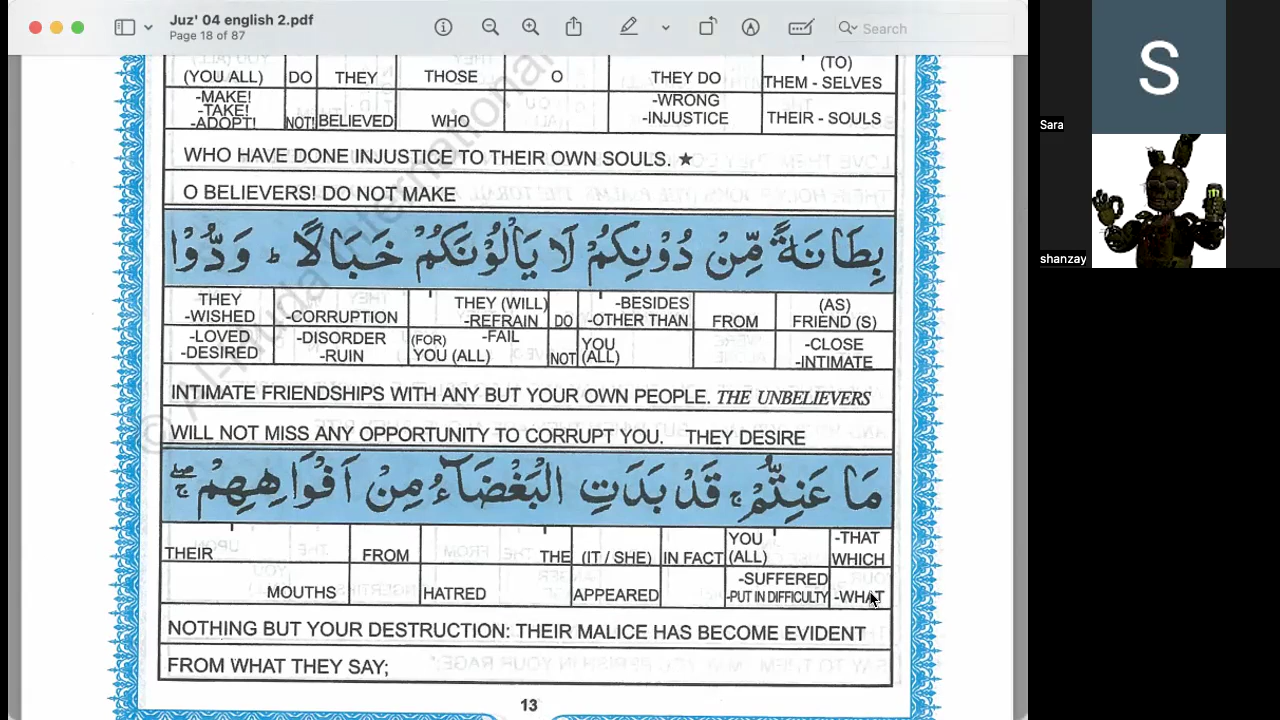 Juz' 04 english 2.pdf
Page 18 of 87
Search
(YOU ALL) DO THEY THOSE O THEY DO (TO) THEM - SELVES
-MAKE! -TAKE! -ADOPT! NOT! BELIEVED WHO -WRONG -INJUSTICE THEIR - SOULS
WHO HAVE DONE INJUSTICE TO THEIR OWN SOULS. ★
O BELIEVERS! DO NOT MAKE
بِطَانَةً مِّنْ دُوْنِكُمْ لَا يَاْلُوْنَكُمْ خَبَالًا ؕ وَدُّوْا
THEY -WISHED -CORRUPTION THEY (WILL) -REFRAIN DO -BESIDES -OTHER THAN FROM (AS) FRIEND (S)
-LOVED -DESIRED -DISORDER -RUIN (FOR) YOU (ALL) -FAIL NOT YOU (ALL) -CLOSE -INTIMATE
INTIMATE FRIENDSHIPS WITH ANY BUT YOUR OWN PEOPLE. THE UNBELIEVERS
WILL NOT MISS ANY OPPORTUNITY TO CORRUPT YOU. THEY DESIRE
مَا عَنِتُّمْ ۚ قَدْ بَدَتِ الْبَغْضَآءُ مِنْ اَفْوَاهِهِمْ ۖۚ
THEIR FROM THE (IT / SHE) IN FACT YOU (ALL) -THAT WHICH
MOUTHS HATRED APPEARED -SUFFERED -PUT IN DIFFICULTY -WHAT
NOTHING BUT YOUR DESTRUCTION: THEIR MALICE HAS BECOME EVIDENT
FROM WHAT THEY SAY;
13
S
Sara
shanzay